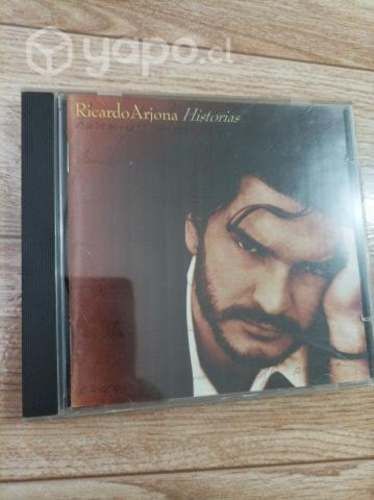 yapo.cl
Ricardo Arjona Historias